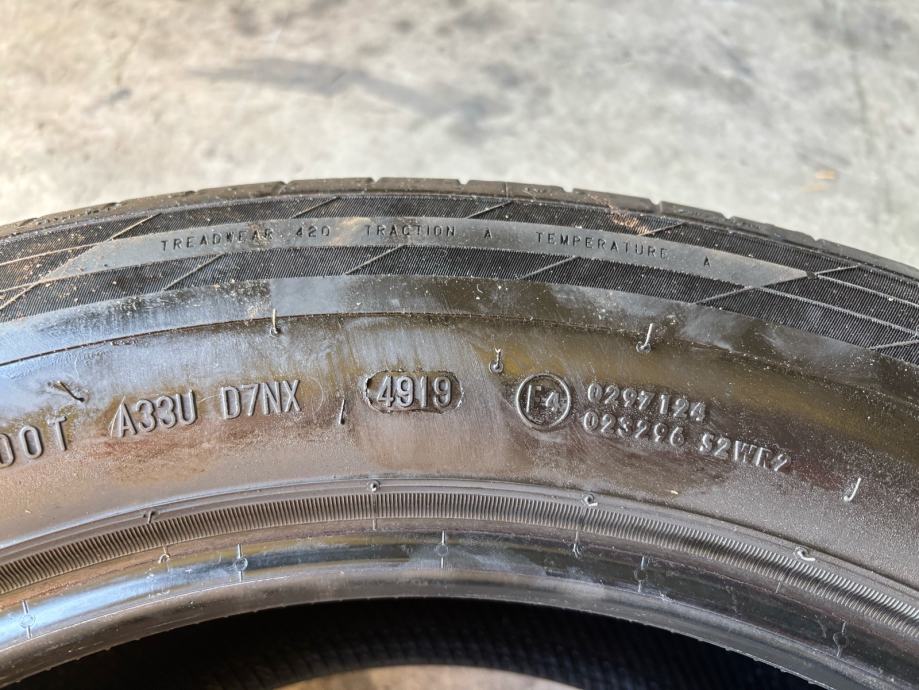 TREADWEAR 420 TRACTION A TEMPERATURE A
DOT A33U D7NX 4919 E4 0297124
023296 S2WR2